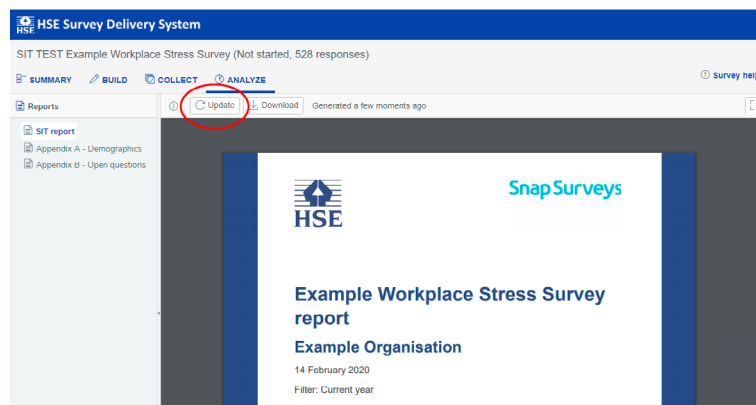 HSE HSE Survey Delivery System
SIT TEST Example Workplace Stress Survey (Not started, 528 responses)
SUMMARY BUILD COLLECT ANALYZE
Survey hel
Reports
Update Download Generated a few moments ago
SIT report
Appendix A - Demographics
Appendix B - Open questions
HSE
Snap Surveys
Example Workplace Stress Survey
report
Example Organisation
14 February 2020
Filter: Current year